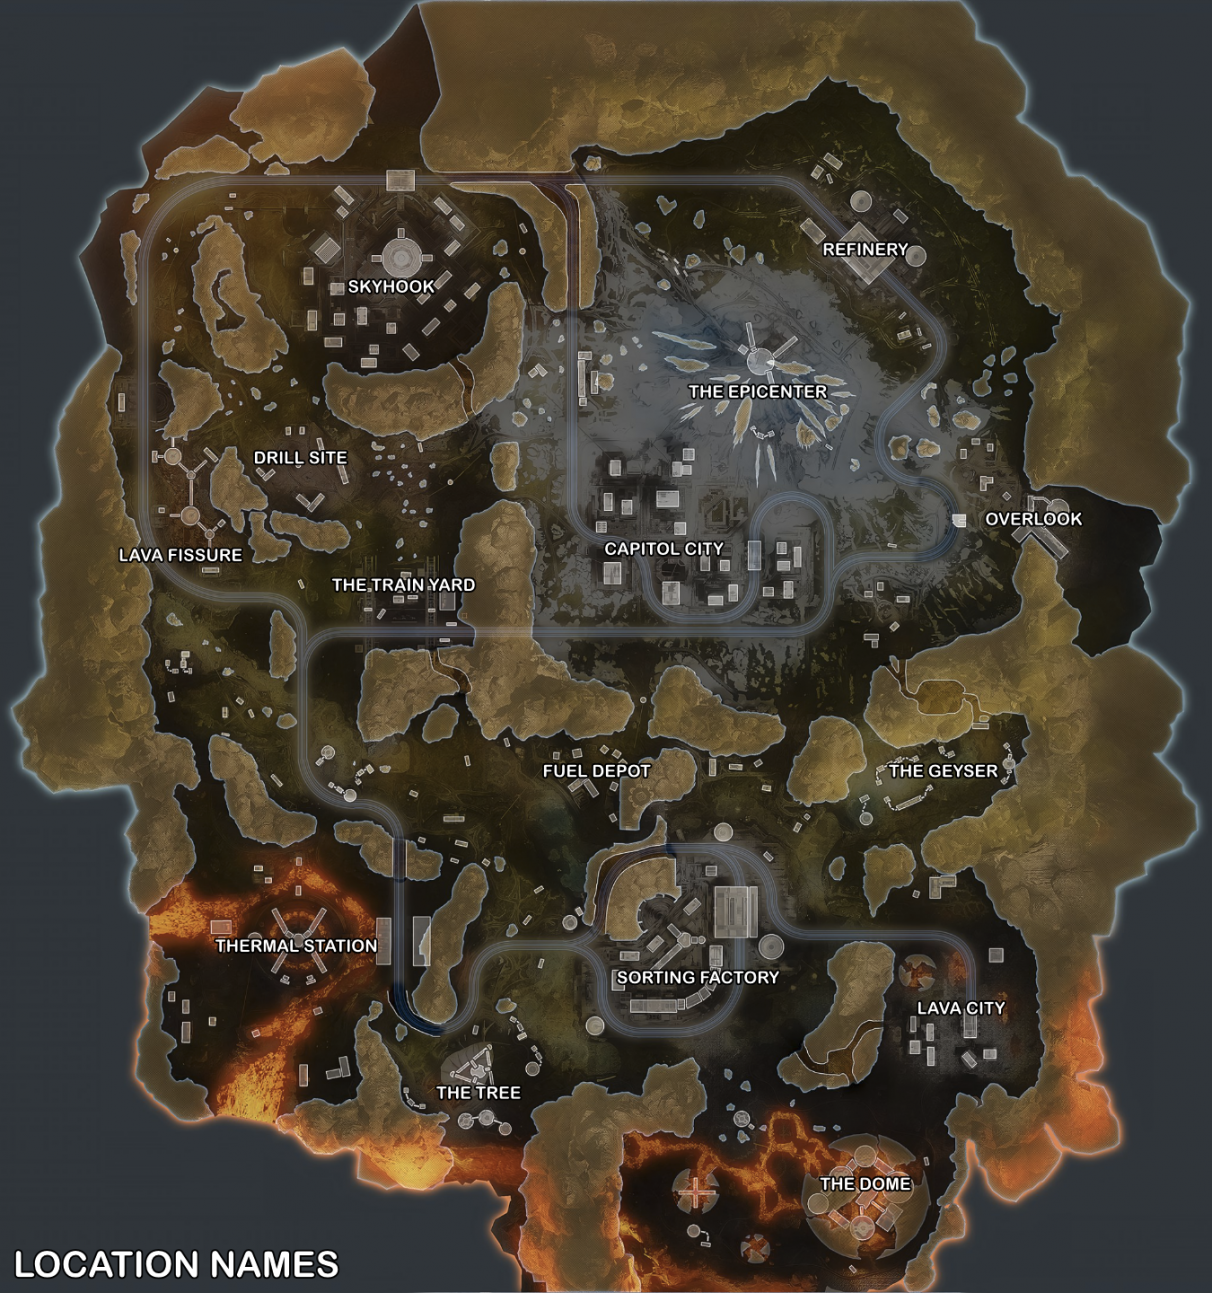 REFINERY
SKYHOOK
THE EPICENTER
DRILL SITE
OVERLOOK
CAPITOL CITY
LAVA FISSURE
THE TRAIN YARD
FUEL DEPOT
THE GEYSER
THERMAL STATION
SORTING FACTORY
LAVA CITY
THE TREE
THE DOME
LOCATION NAMES